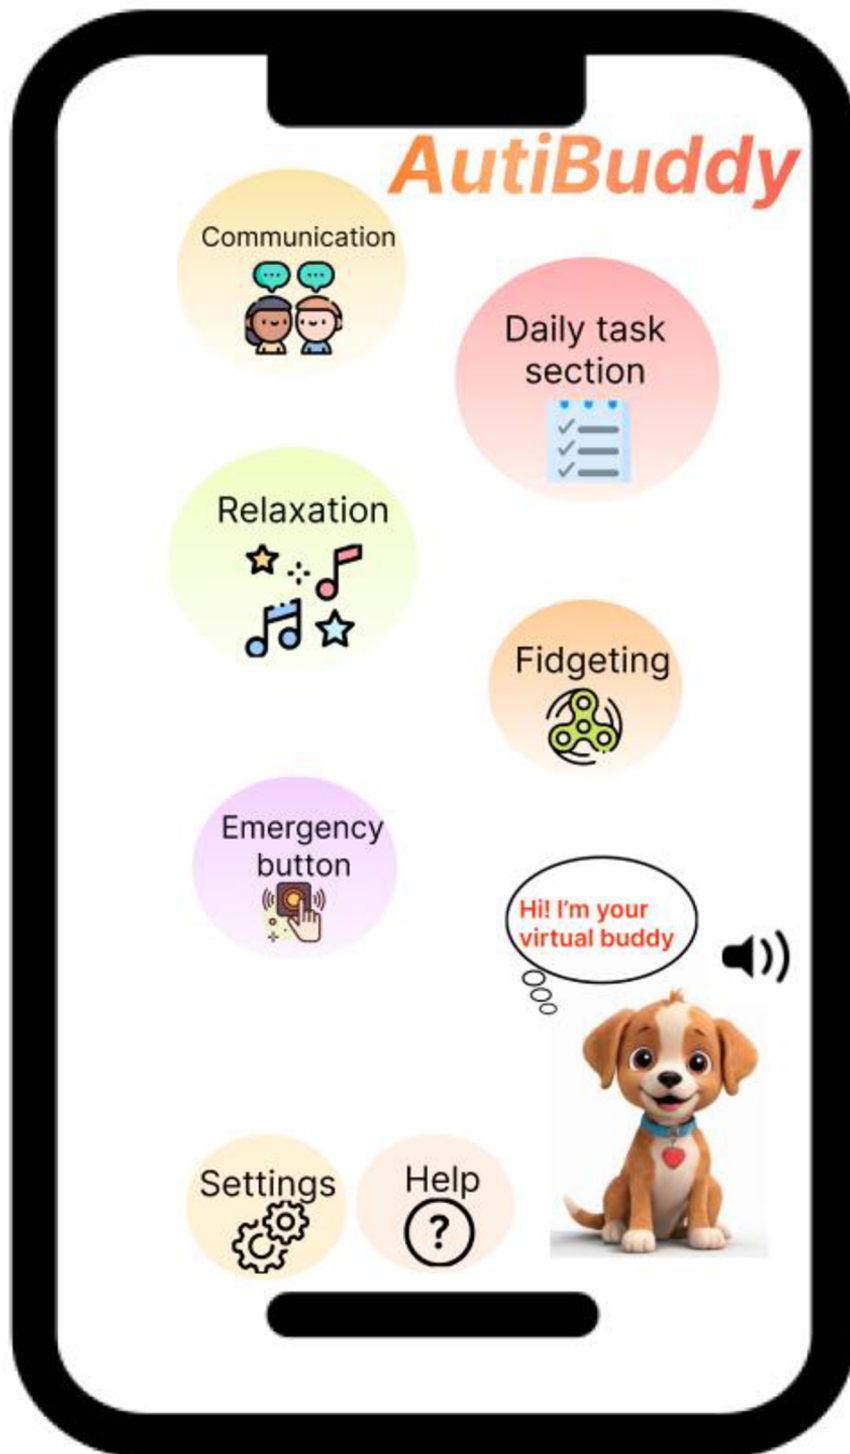 AutiBuddy
Communication
Daily task
section
Relaxation
Fidgeting
Emergency
button
Hi! I'm your
virtual buddy
Settings
Help
?